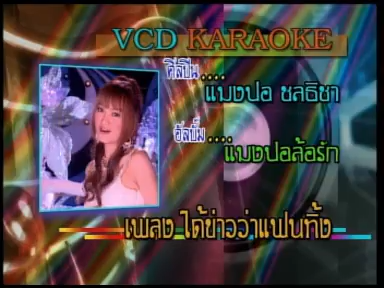 VCD KARAOKE
ศิลปิน....
แมงปอ ชลธิชา
อัลบั้ม....
แมงปอล้อรัก
เพลง ได้ข่าวว่าแฟนทิ้ง